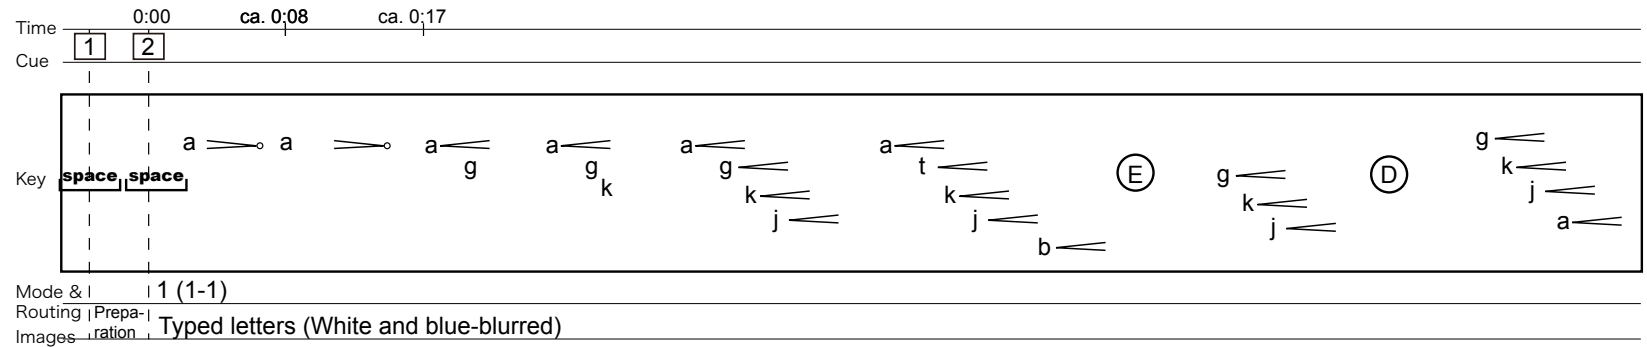 0:00 ca. 0:08 ca. 0:17
Time
1 2
Cue
a a a a a a g
g g g t k
k k k j
j j a
b
E g D
k
j
Key space space
Mode & 1 (1-1)
Routing Prepa-
ration Typed letters (White and blue-blurred)
Images